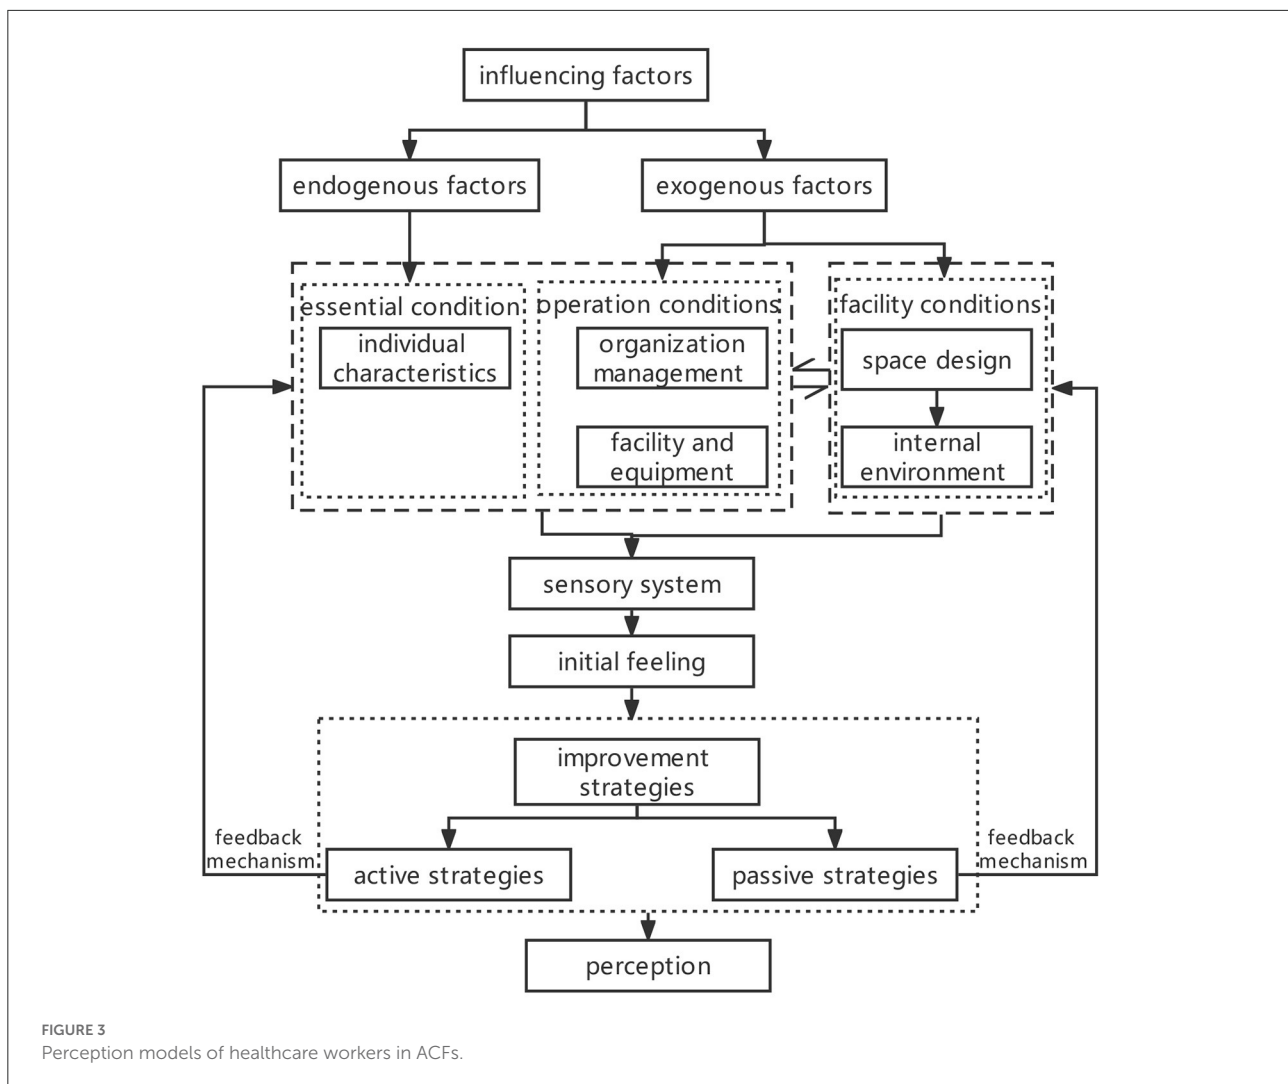 influencing factors
endogenous factors
exogenous factors
essential condition
operation conditions
facility conditions
individual
characteristics
organization
management
space design
facility and
equipment
internal
environment
sensory system
initial feeling
improvement
strategies
feedback
mechanism
feedback
mechanism
active strategies
passive strategies
perception
FIGURE 3
Perception models of healthcare workers in ACFs.